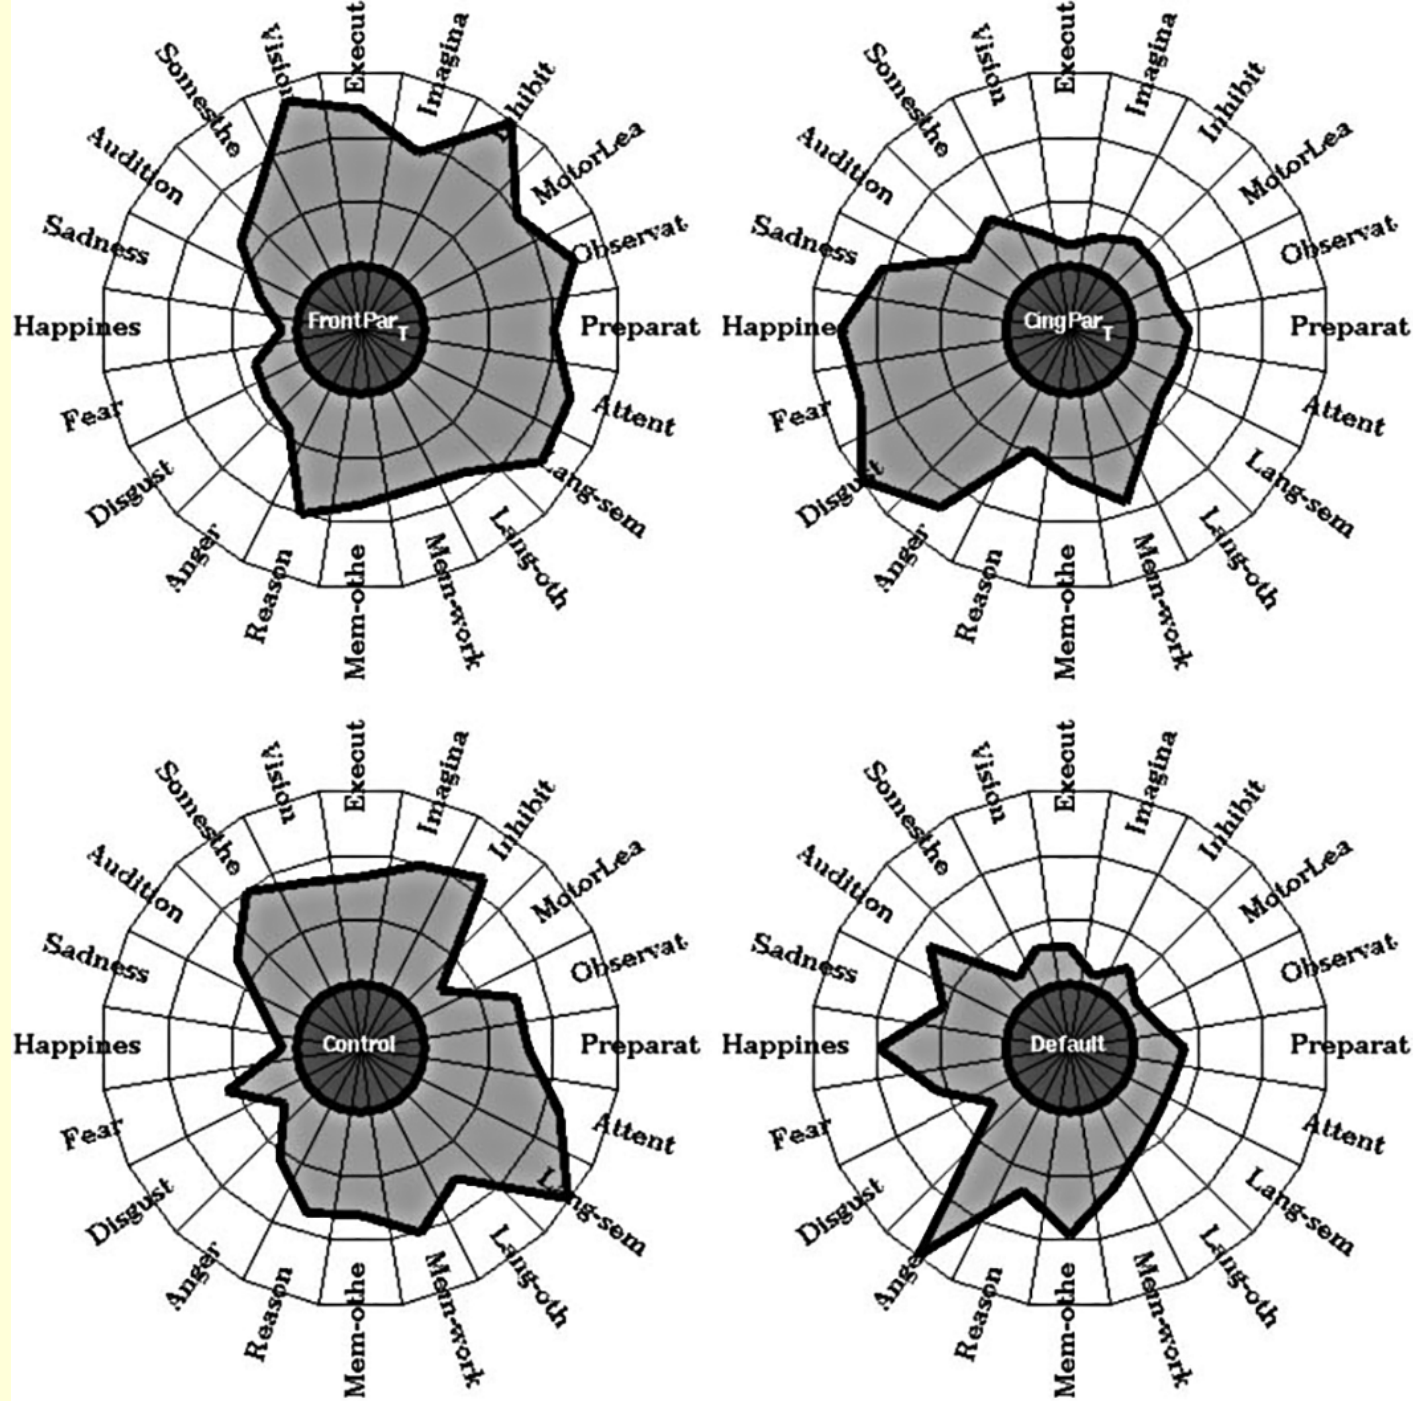 Execut
Imagina
Inhibit
MotorLea
Observat
Preparat
Attent
Lang-sem
Lang-oth
Mem-work
Mem-othe
Reason
Anger
Disgust
Fear
Happines
Sadness
Audition
Somesthe
Vision
FrontPar T
Execut
Imagina
Inhibit
MotorLea
Observat
Preparat
Attent
Lang-sem
Lang-oth
Mem-work
Mem-othe
Reason
Anger
Disgust
Fear
Happine
Sadness
Audition
Somesthe
Vision
CingPar T
Execut
Imagina
Inhibit
MotorLea
Observat
Preparat
Attent
Lang-sem
Lang-oth
Mem-work
Mem-othe
Reason
Anger
Disgust
Fear
Happines
Sadness
Audition
Somesthe
Vision
Control
Execut
Imagina
Inhibit
MotorLea
Observat
Preparat
Attent
Lang-sem
Lang-oth
Mem-work
Mem-othe
Reason
Ange
Disgust
Fear
Happines
Sadness
Audition
Somesthe
Vision
Default